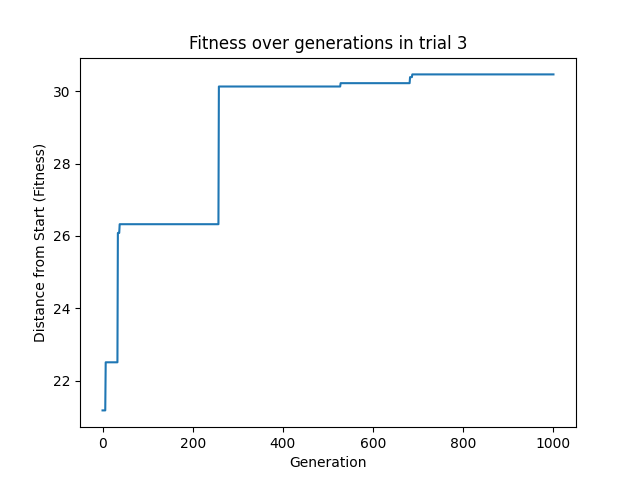 Fitness over generations in trial 3
30
28
26
24
22
Distance from Start (Fitness)
0 200 400 600 800 1000
Generation